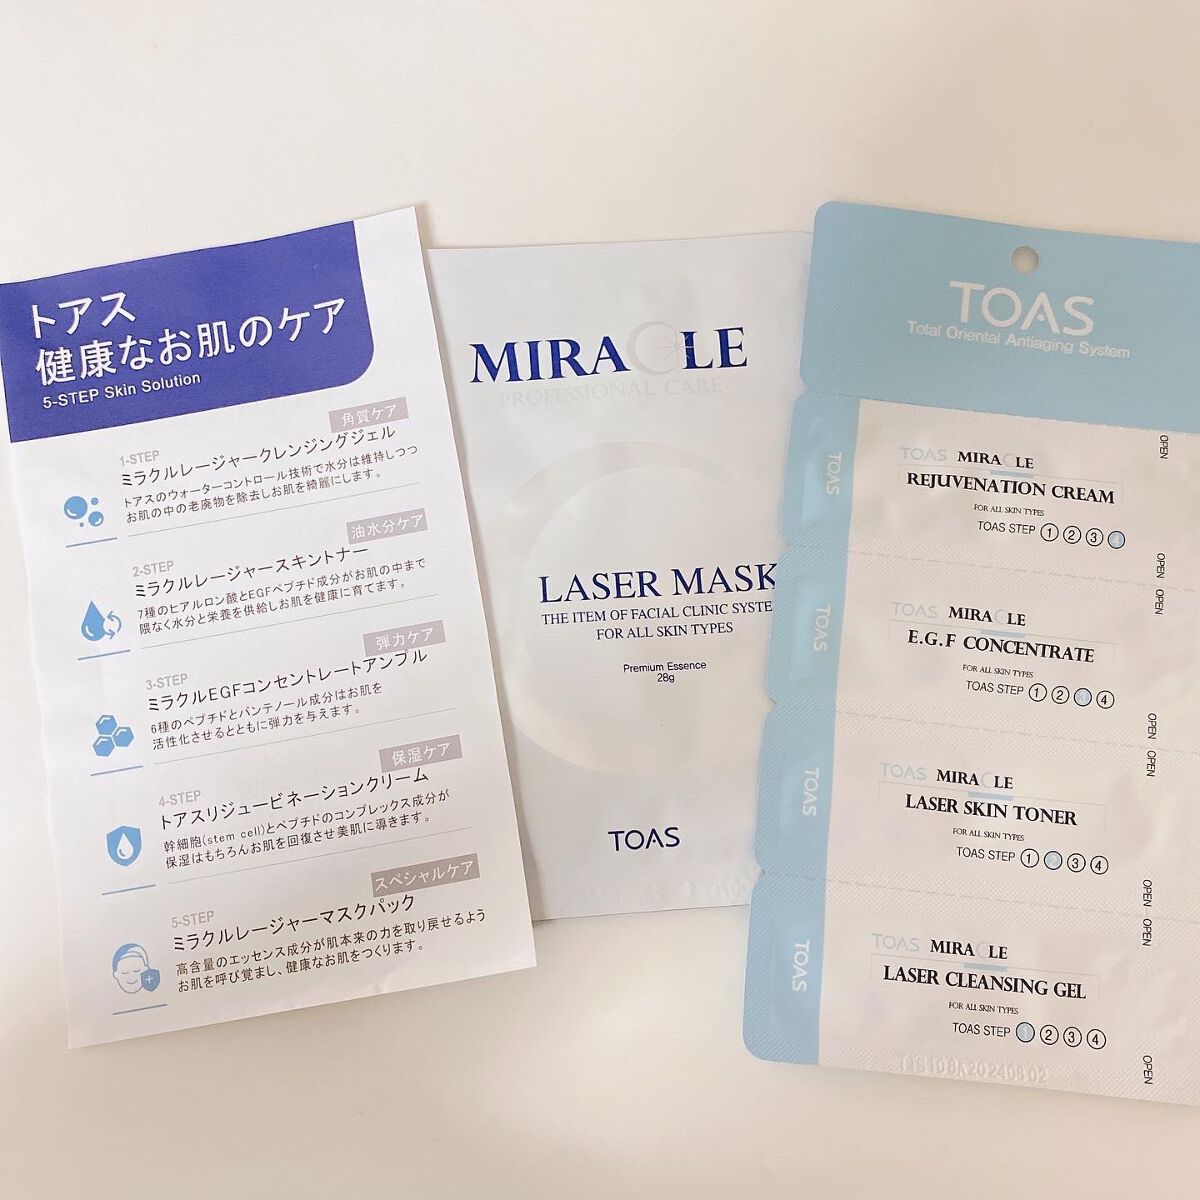 トアス
健康なお肌のケア
5-STEP Skin Solution
角質ケア
1-STEP
ミラクルレージャークレンジングジェル
トアスのウォーターコントロール技術で水分は維持しつつ
お肌の中の老廃物を除去しお肌を綺麗にします。
油水分ケア
2-STEP
ミラクルレージャースキントナー
7種のヒアルロン酸とEGFペプチド成分がお肌の中まで
隈なく水分と栄養を供給しお肌を健康に育てます。
弾力ケア
3-STEP
ミラクルEGFコンセントレートアンプル
6種のペプチドとパンテノール成分はお肌を
活性化させるとともに弾力を与えます。
保湿ケア
4-STEP
トアスリジュービネーションクリーム
幹細胞(stem cell)とペプチドのコンプレックス成分が
保湿はもちろんお肌を回復させ美肌に導きます。
スペシャルケア
5-STEP
ミラクルレージャーマスクパック
高含量のエッセンス成分が肌本来の力を取り戻せるよう
お肌を呼び覚まし、健康なお肌をつくります。
MIRACLE
PROFESSIONAL CARE
LASER MASK
THE ITEM OF FACIAL CLINIC SYSTE
FOR ALL SKIN TYPES
Premium Essence
28g
TOAS
TOAS
Total Oriental Antiaging System
TOAS
TOAS MIRACLE
REJUVENATION CREAM
FOR ALL SKIN TYPES
TOAS STEP 1 2 3 4
OPEN
OPEN
TOAS
TOAS MIRACLE
E.G.F CONCENTRATE
FOR ALL SKIN TYPES
TOAS STEP 1 2 3 4
OPEN
OPEN
TOAS
TOAS MIRACLE
LASER SKIN TONER
FOR ALL SKIN TYPES
TOAS STEP 1 2 3 4
OPEN
OPEN
TOAS
TOAS MIRACLE
LASER CLEANSING GEL
FOR ALL SKIN TYPES
TOAS STEP 1 2 3 4
OPEN
OPEN